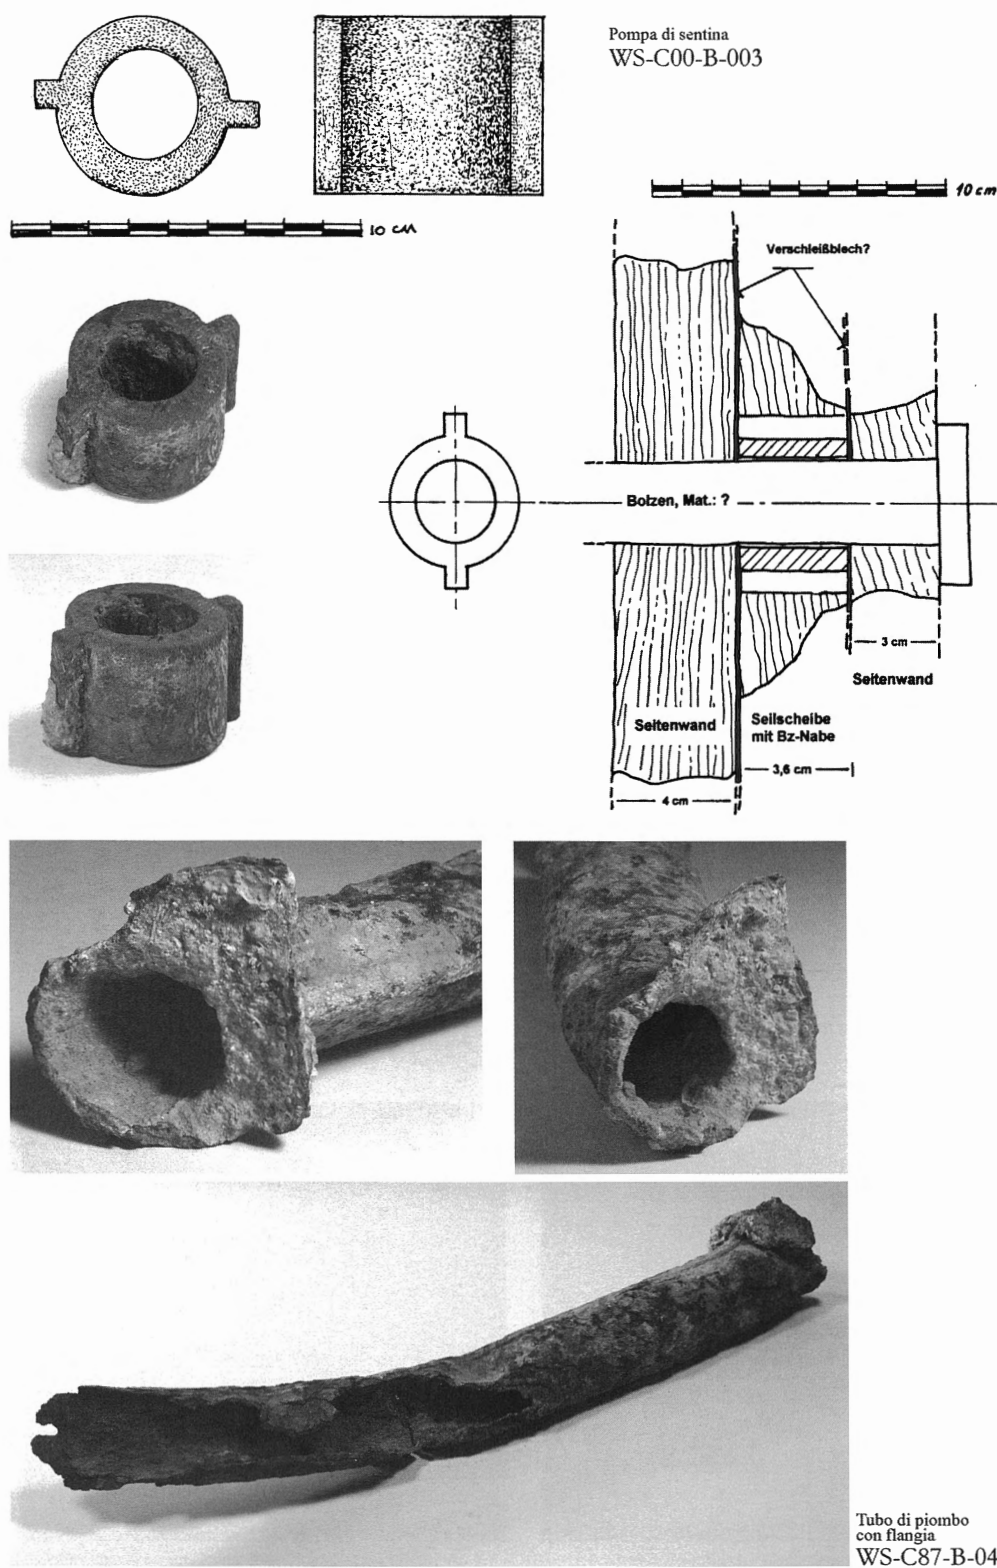 Pompa di sentina
WS-C00-B-003
10 cm
10 cm
Verschleißblech?
Bolzen, Mat.: ?
3 cm
Seitenwand
Seitenwand
Seilscheibe
mit Bz-Nabe
3,6 cm
4 cm
Tubo di piombo
con flangia
WS-C87-B-04